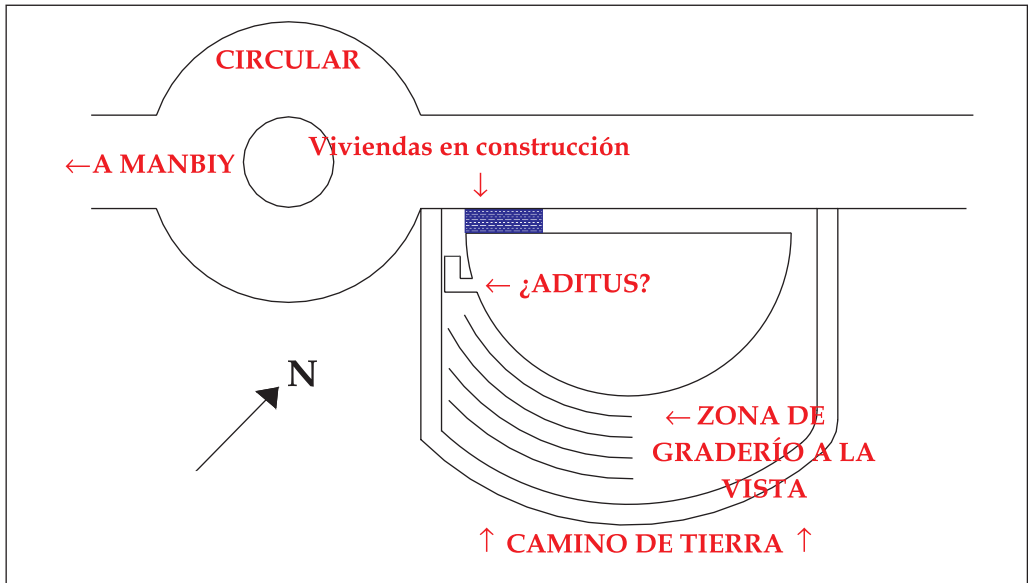 CIRCULAR
Viviendas en construcción
←A MANBIY
↓
← ¿ADITUS?
N
← ZONA DE
GRADERÍO A LA
VISTA
↑ CAMINO DE TIERRA ↑